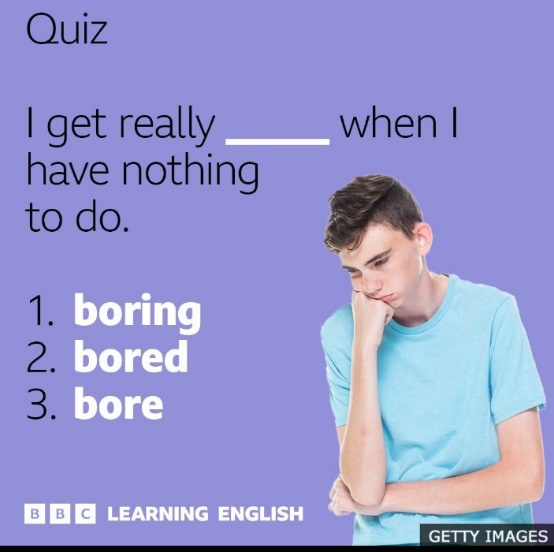 Quiz
I get really _____ when I
have nothing
to do.
1. boring
2. bored
3. bore
BBC LEARNING ENGLISH
GETTY IMAGES